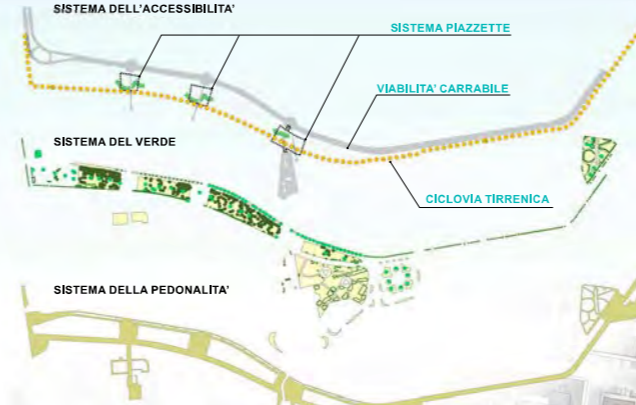 SISTEMA DELL'ACCESSIBILITA'
SISTEMA PIAZZETTE
VIABILITA' CARRABILE
SISTEMA DEL VERDE
CICLOVIA TIRRENICA
SISTEMA DELLA PEDONALITA'